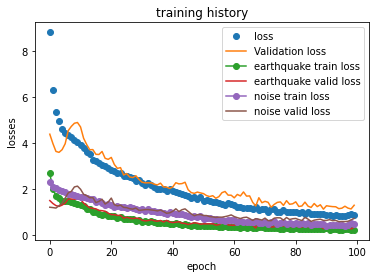 training history
loss
Validation loss
earthquake train loss
earthquake valid loss
noise train loss
noise valid loss
losses
8
6
4
2
0
0 20 40 60 80 100
epoch